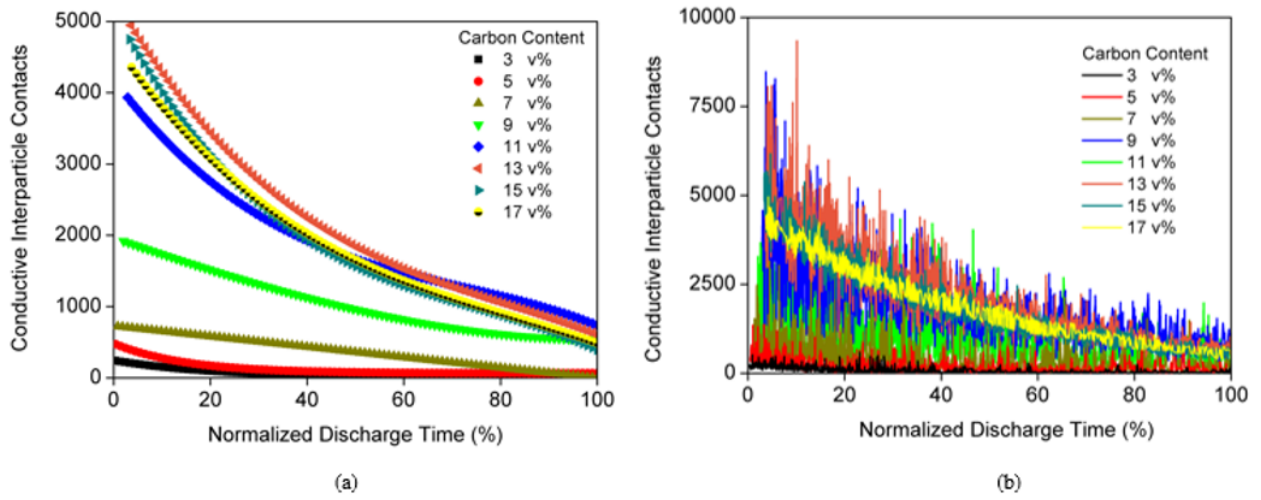 Conductive Interparticle Contacts
5000
4000
3000
2000
1000
0
Carbon Content
3 v%
5 v%
7 v%
9 v%
11 v%
13 v%
15 v%
17 v%
0 20 40 60 80 100
Normalized Discharge Time (%)
(a)
Conductive Interparticle Contacts
10000
7500
5000
2500
0
Carbon Content
3 v%
5 v%
7 v%
9 v%
11 v%
13 v%
15 v%
17 v%
0 20 40 60 80 100
Normalized Discharge Time (%)
(b)